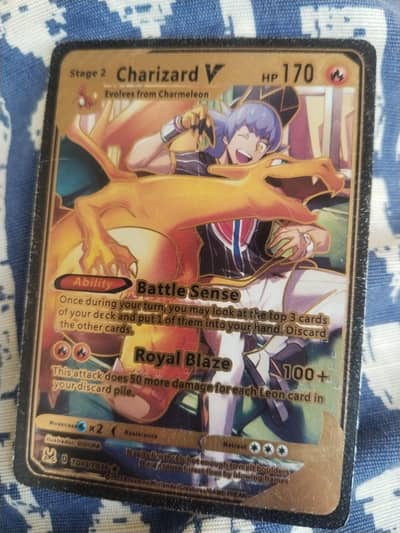 Stage 2 Charizard V HP 170
Evolves from Charmeleon
Ability Battle Sense
Once during your turn, you may look at the top 3 cards
of your deck and put 1 of them into your hand. Discard
the other cards.
Royal Blaze 100+
This attack does 50 more damage for each Leon card in
your discard pile.
x2 Resistance Retreat